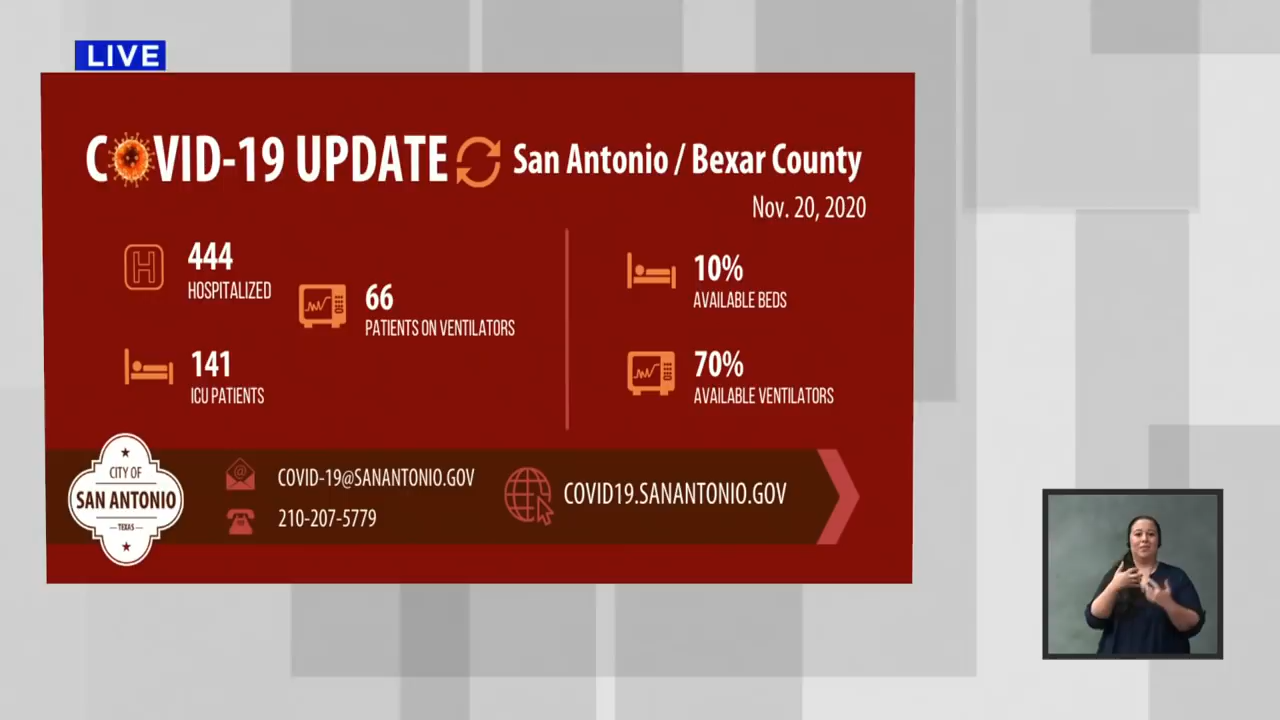 LIVE
COVID-19 UPDATE San Antonio / Bexar County
Nov. 20, 2020
444
HOSPITALIZED
66
PATIENTS ON VENTILATORS
141
ICU PATIENTS
10%
AVAILABLE BEDS
70%
AVAILABLE VENTILATORS
CITY OF
SAN ANTONIO
TEXAS
COVID-19@SANANTONIO.GOV
210-207-5779
COVID19.SANANTONIO.GOV